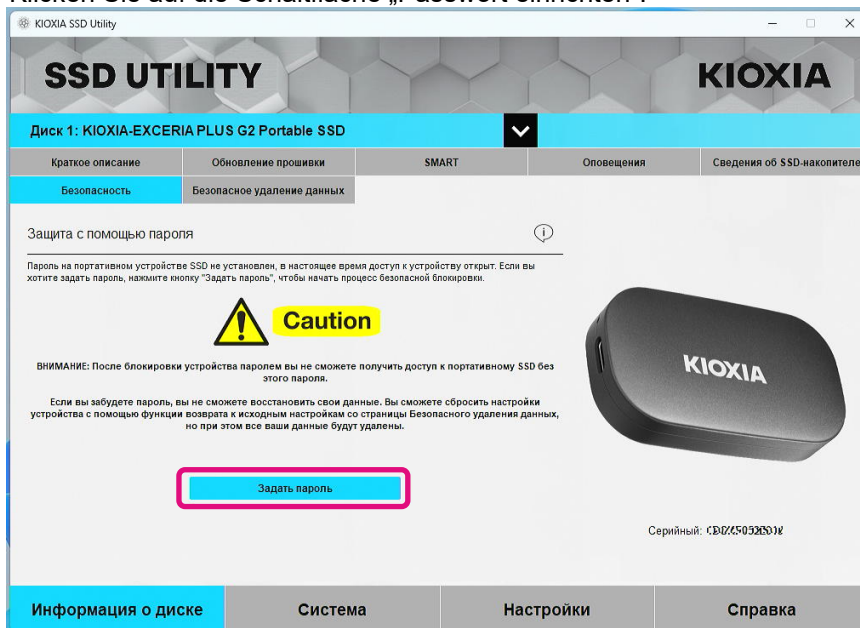 Klicken Sie auf die Schaltfläche „Passwort einrichten“.
KIOXIA SSD Utility
SSD UTILITY
KIOXIA
Диск 1: KIOXIA-EXCERIA PLUS G2 Portable SSD
Краткое описание
Обновление прошивки
SMART
Оповещения
Сведения об SSD-накопителе
Безопасность
Безопасное удаление данных
Защита с помощью пароля
Пароль на портативном устройстве SSD не установлен, в настоящее время доступ к устройству открыт. Если вы
хотите задать пароль, нажмите кнопку "Задать пароль", чтобы начать процесс безопасной блокировки.
Caution
ВНИМАНИЕ: После блокировки устройства паролем вы не сможете получить доступ к портативному SSD без
этого пароля.
Если вы забудете пароль, вы не сможете восстановить свои данные. Вы сможете сбросить настройки
устройства с помощью функции возврата к исходным настройкам со страницы Безопасного удаления данных,
но при этом все ваши данные будут удалены.
KIOXIA
Задать пароль
Серийный:
Информация о диске
Система
Настройки
Справка